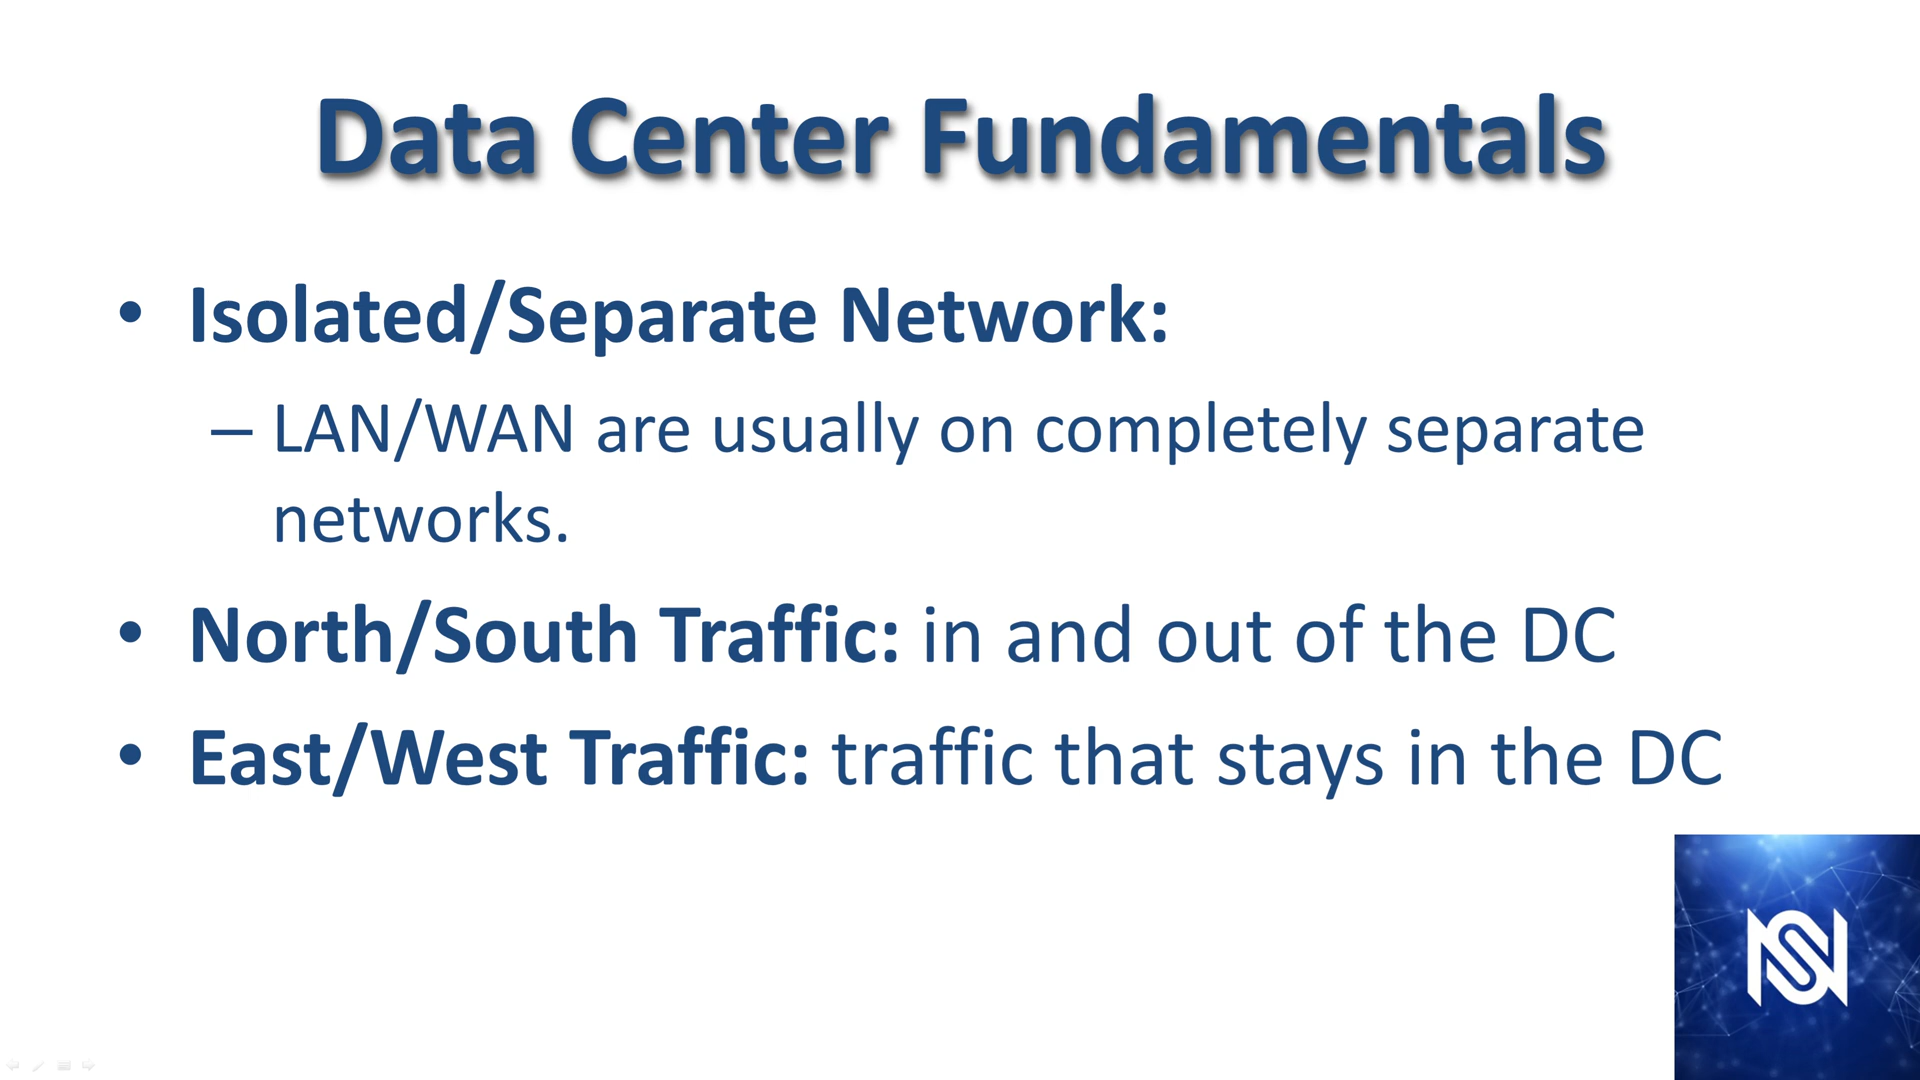 Data Center Fundamentals
• Isolated/Separate Network:
– LAN/WAN are usually on completely separate
networks.
• North/South Traffic: in and out of the DC
• East/West Traffic: traffic that stays in the DC
NS